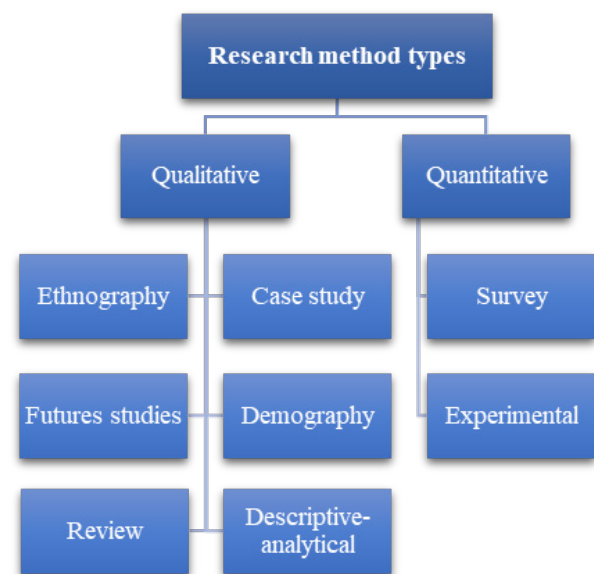 Research method types
Qualitative
Quantitative
Ethnography
Case study
Survey
Futures studies
Demography
Experimental
Review
Descriptive-
analytical